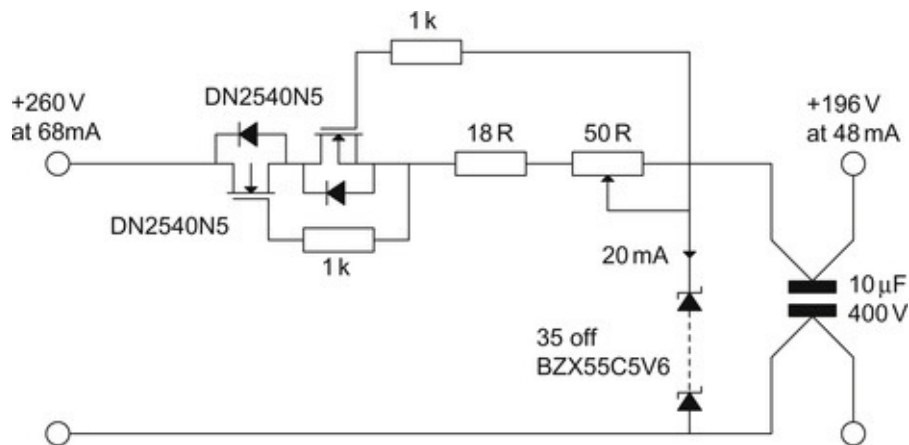 1 k
+260 V
at 68mA
DN2540N5
18 R
50 R
+196 V
at 48 mA
DN2540N5
1 k
20 mA
10 µF
400 V
35 off
BZX55C5V6